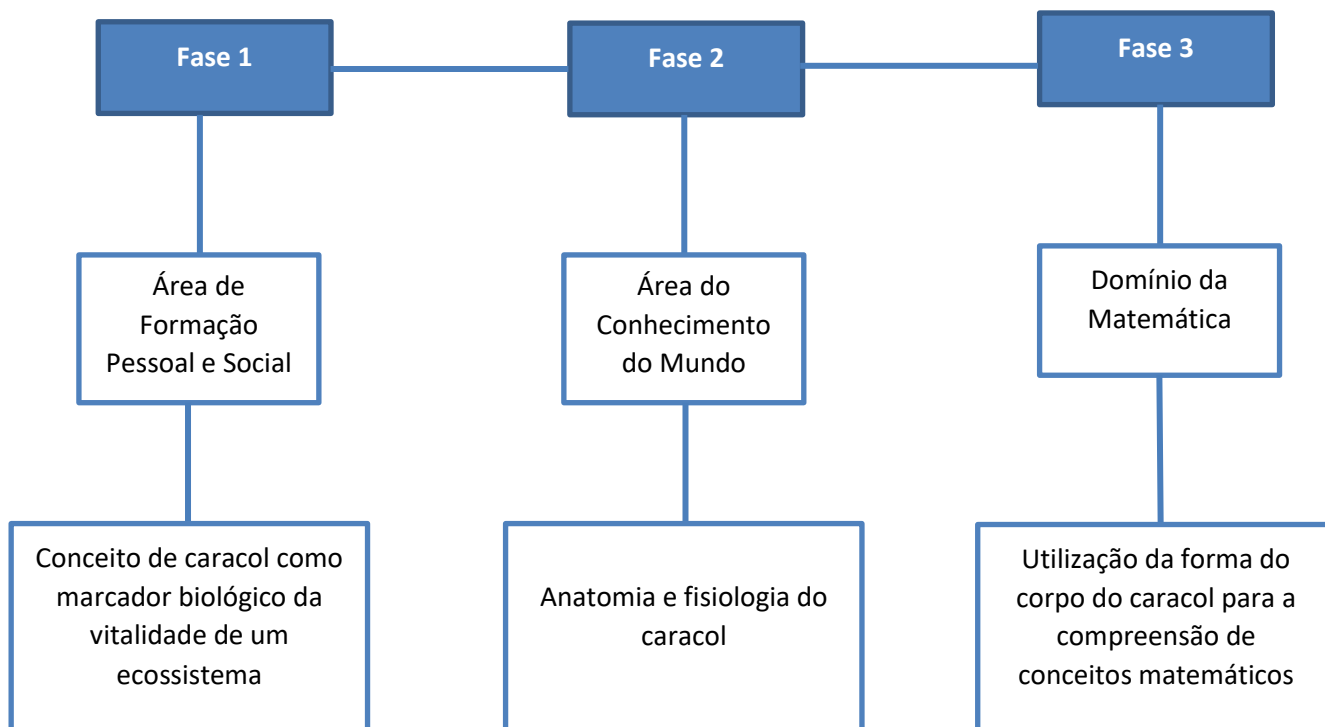 Fase 1
Fase 2
Fase 3
Área de
Formação
Pessoal e Social
Área do
Conhecimento
do Mundo
Domínio da
Matemática
Conceito de caracol como
marcador biológico da
vitalidade de um
ecossistema
Anatomia e fisiologia do
caracol
Utilização da forma do
corpo do caracol para a
compreensão de
conceitos matemáticos